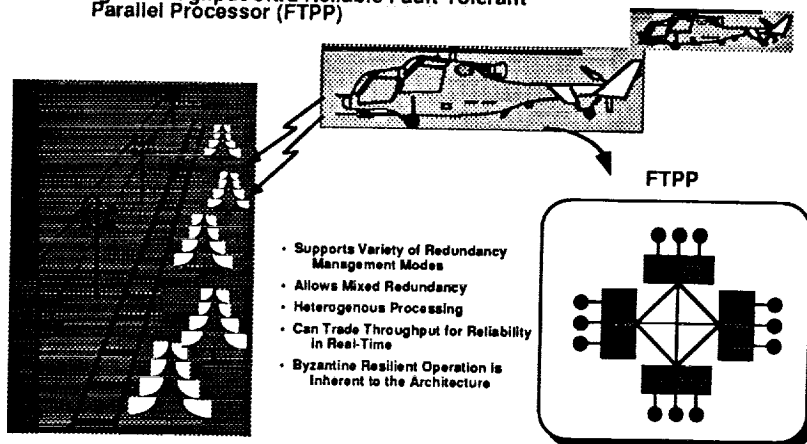 Parallel Processor (FTPP)
FTPP
• Supports Variety of Redundancy
Management Modes
• Allows Mixed Redundancy
• Heterogenous Processing
• Can Trade Throughput for Reliability
in Real-Time
• Byzantine Resilient Operation is
Inherent to the Architecture